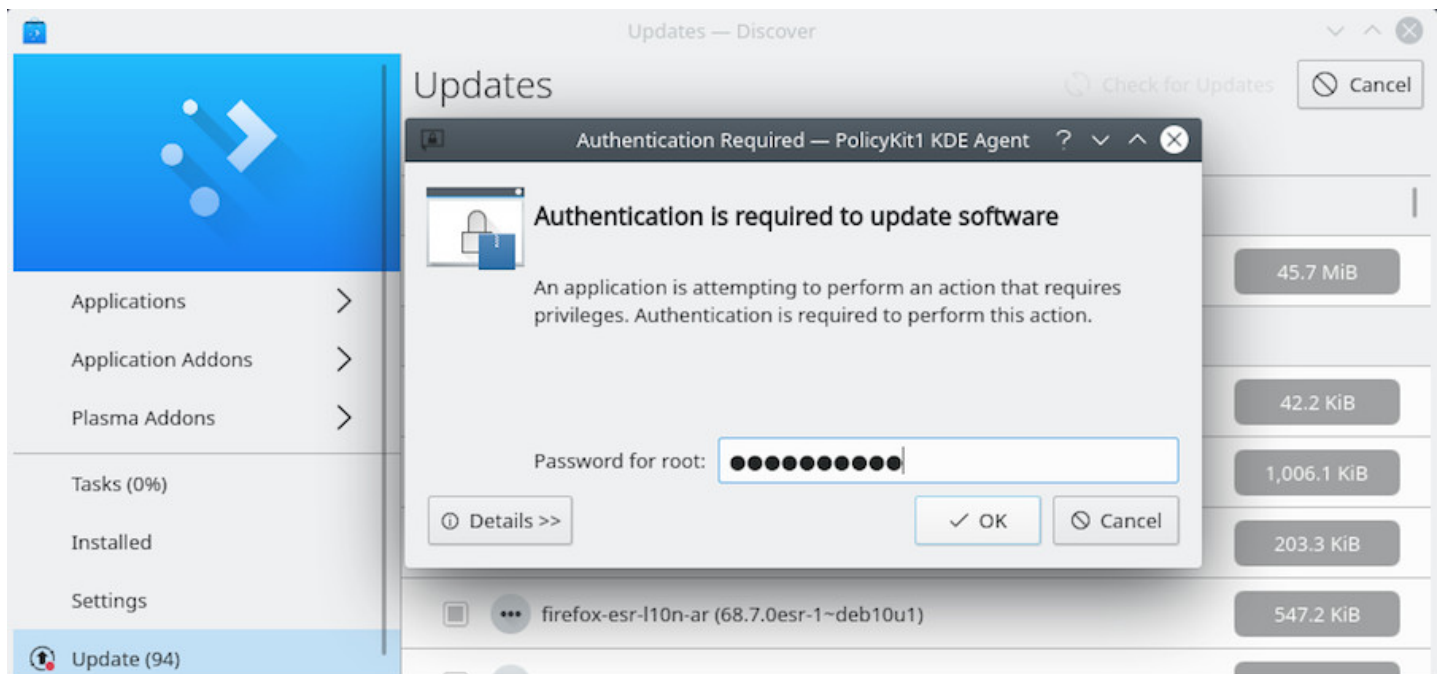 Updates — Discover
Updates
Check for Updates
Cancel
Authentication Required — PolicyKit1 KDE Agent
Authentication is required to update software
An application is attempting to perform an action that requires
privileges. Authentication is required to perform this action.
Password for root:
Details >>
OK
Cancel
Applications
Application Addons
Plasma Addons
Tasks (0%)
Installed
Settings
Update (94)
45.7 MiB
42.2 KiB
1,006.1 KiB
203.3 KiB
firefox-esr-l10n-ar (68.7.0esr-1~deb10u1)
547.2 KiB